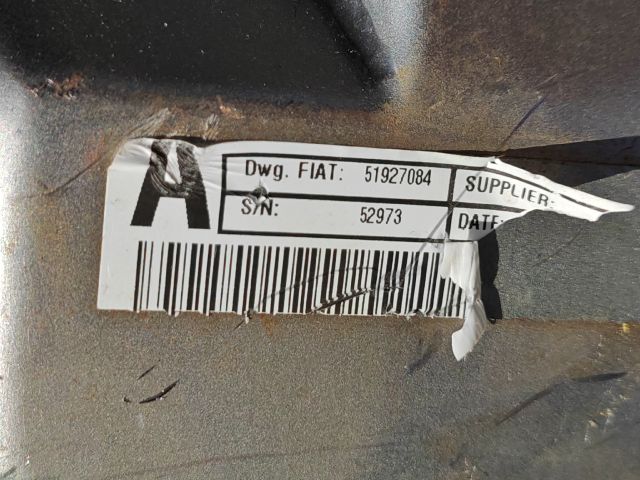 A
Dwg. FIAT: 51927084
SUPPLIER:
S/N: 52973
DATE: